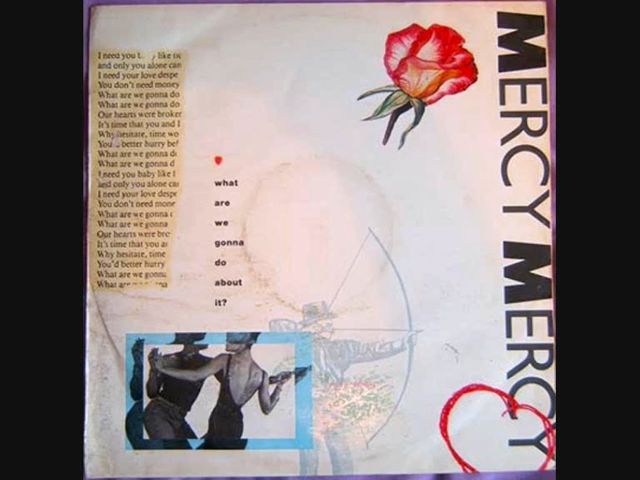 I need you like
and only you alone can
I need your love despe
You don't need money
What are we gonna do
What are we gonna do
Our hearts were broken
It's time that you and I
Why hesitate, time wo
You'd better hurry bef
What are we gonna d
What are we gonna d
I need you baby like t
and only you alone ca
I need your love despe
You don't need mone
What are we gonna
What are we gonna
Our hearts were bro
It's time that you a
Why hesitate, time
You'd better hurry
What are we gonna
What are
what
are
we
gonna
do
about
it?
MERCY MERCY